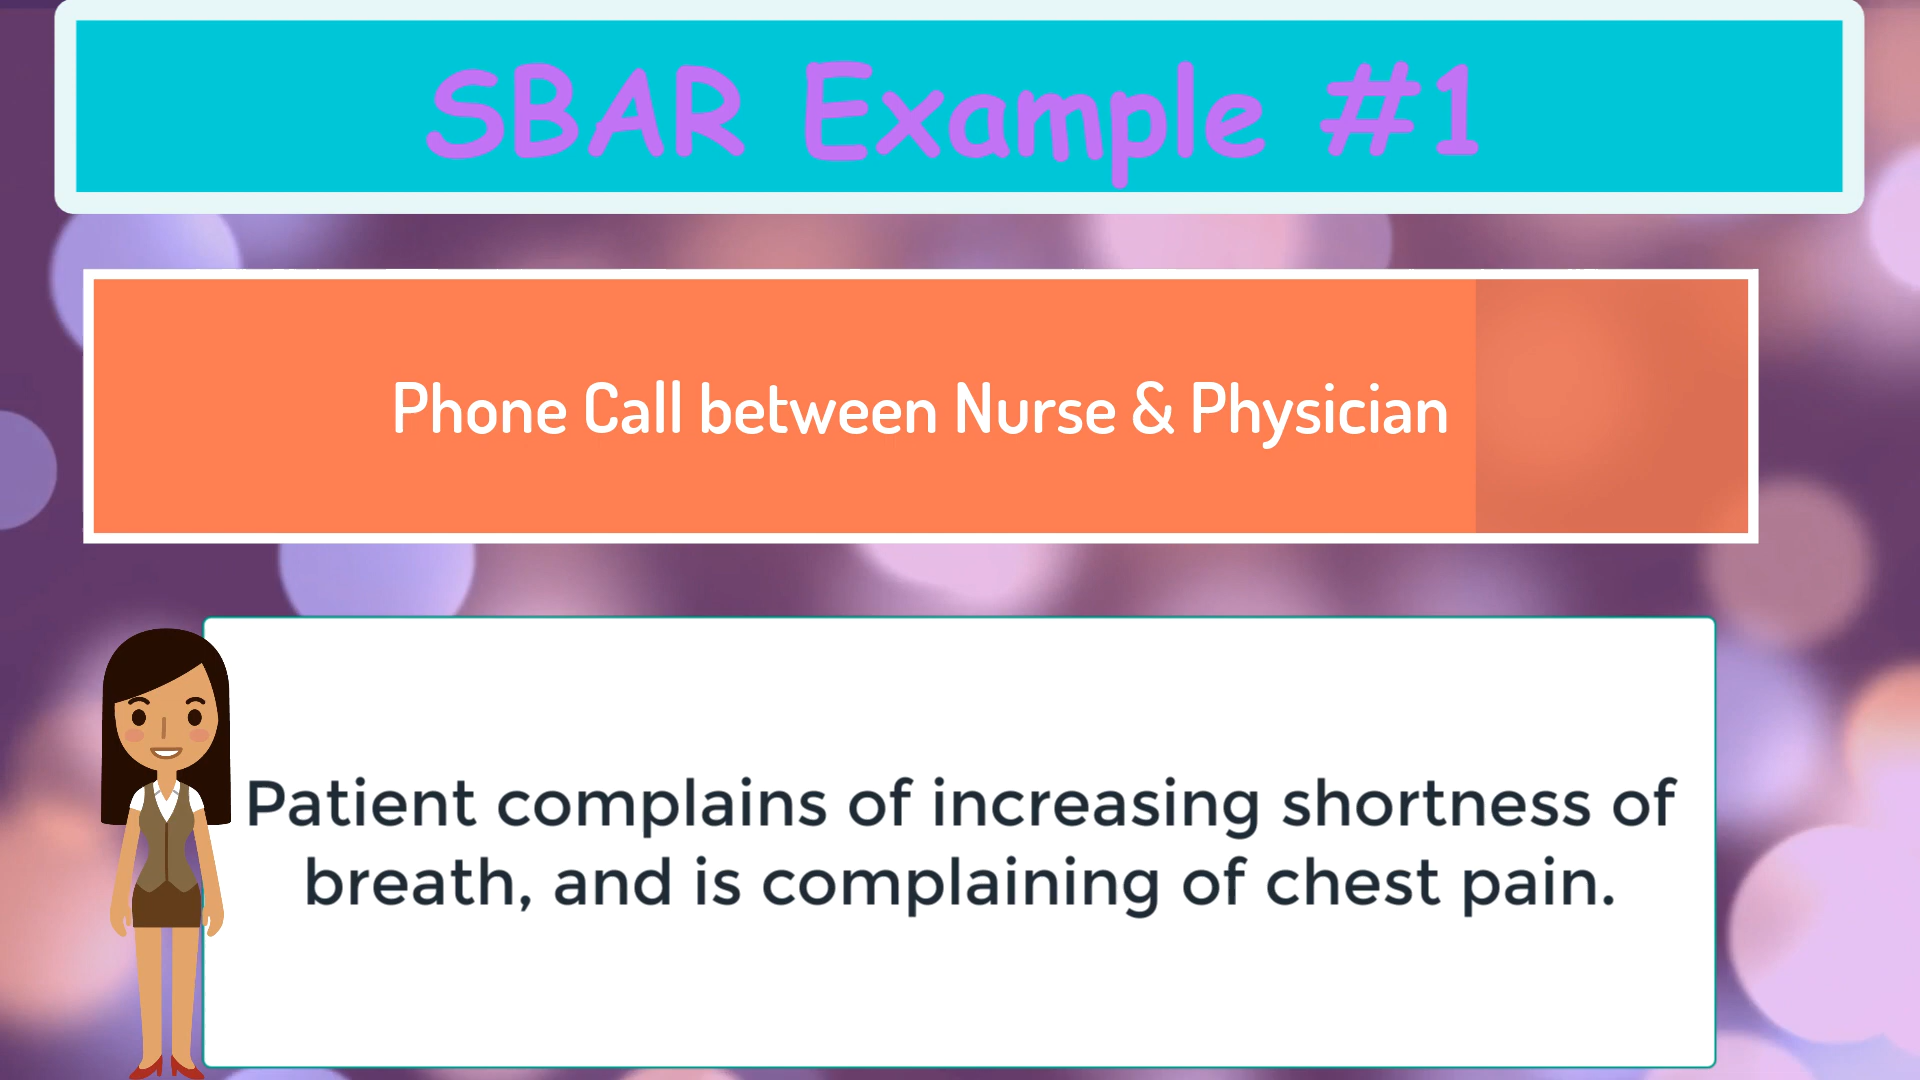 SBAR Example #1
Phone Call between Nurse & Physician
Patient complains of increasing shortness of
breath, and is complaining of chest pain.